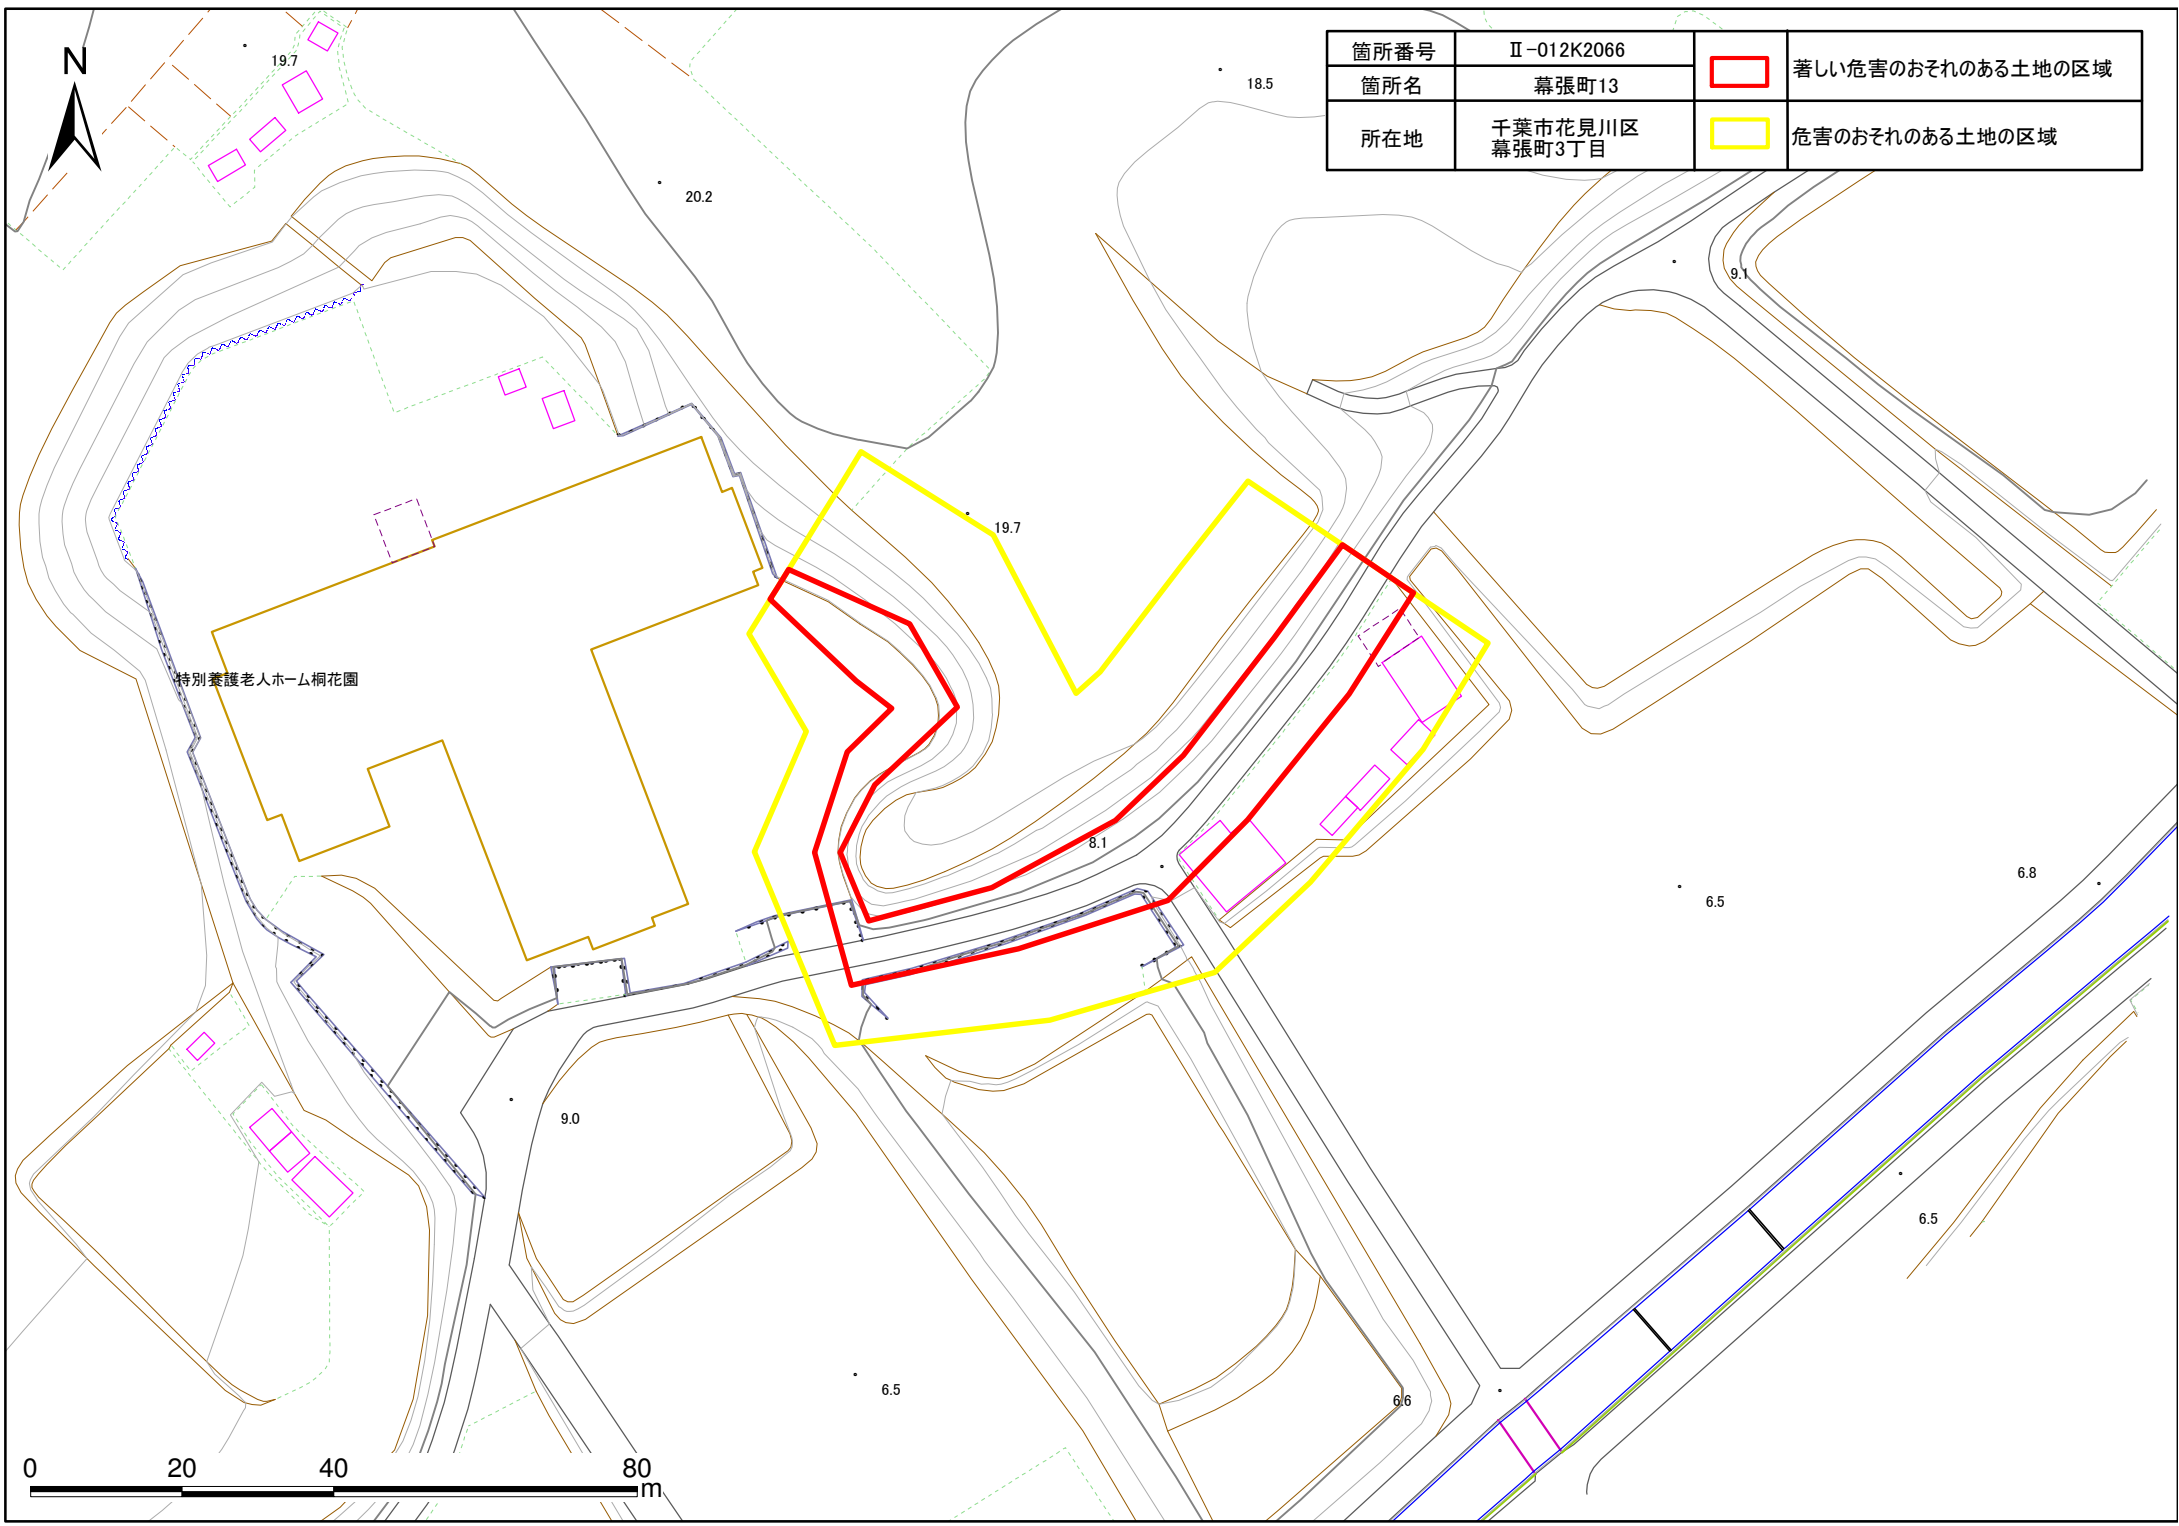 N
箇所番号 Ⅱ-012K2066 著しい危害のおそれのある土地の区域
箇所名 幕張町13
所在地 千葉市花見川区
幕張町3丁目 危害のおそれのある土地の区域
19.7
18.5
20.2
9.1
19.7
特別養護老人ホーム桐花園
8.1
6.8
6.5
9.0
6.5
6.5
6.6
0 20 40 80
m